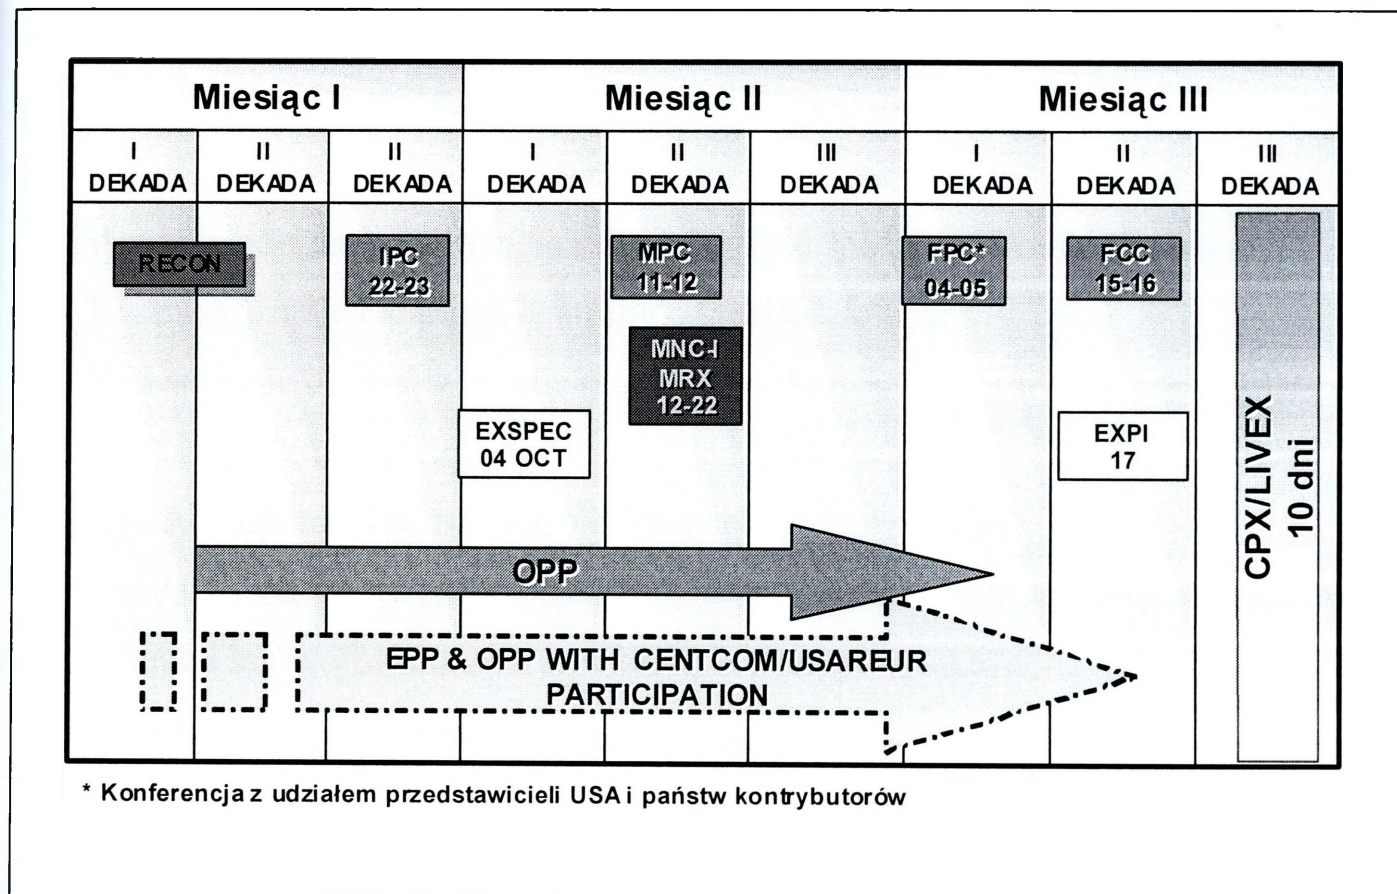 Miesiąc I
Miesiąc II
Miesiąc III
I
DEKADA
II
DEKADA
II
DEKADA
I
DEKADA
II
DEKADA
III
DEKADA
I
DEKADA
II
DEKADA
III
DEKADA
RECON
IPC
22-23
MPC
11-12
FPC*
04-05
FCC
15-16
MNC-I
MRX
12-22
EXSPEC
04 OCT
EXPI
17
CPX/LIVEX
10 dni
OPP
EPP & OPP WITH CENTCOM/USAREUR
PARTICIPATION
* Konferencja z udziałem przedstawicieli USA i państw kontrybutorów